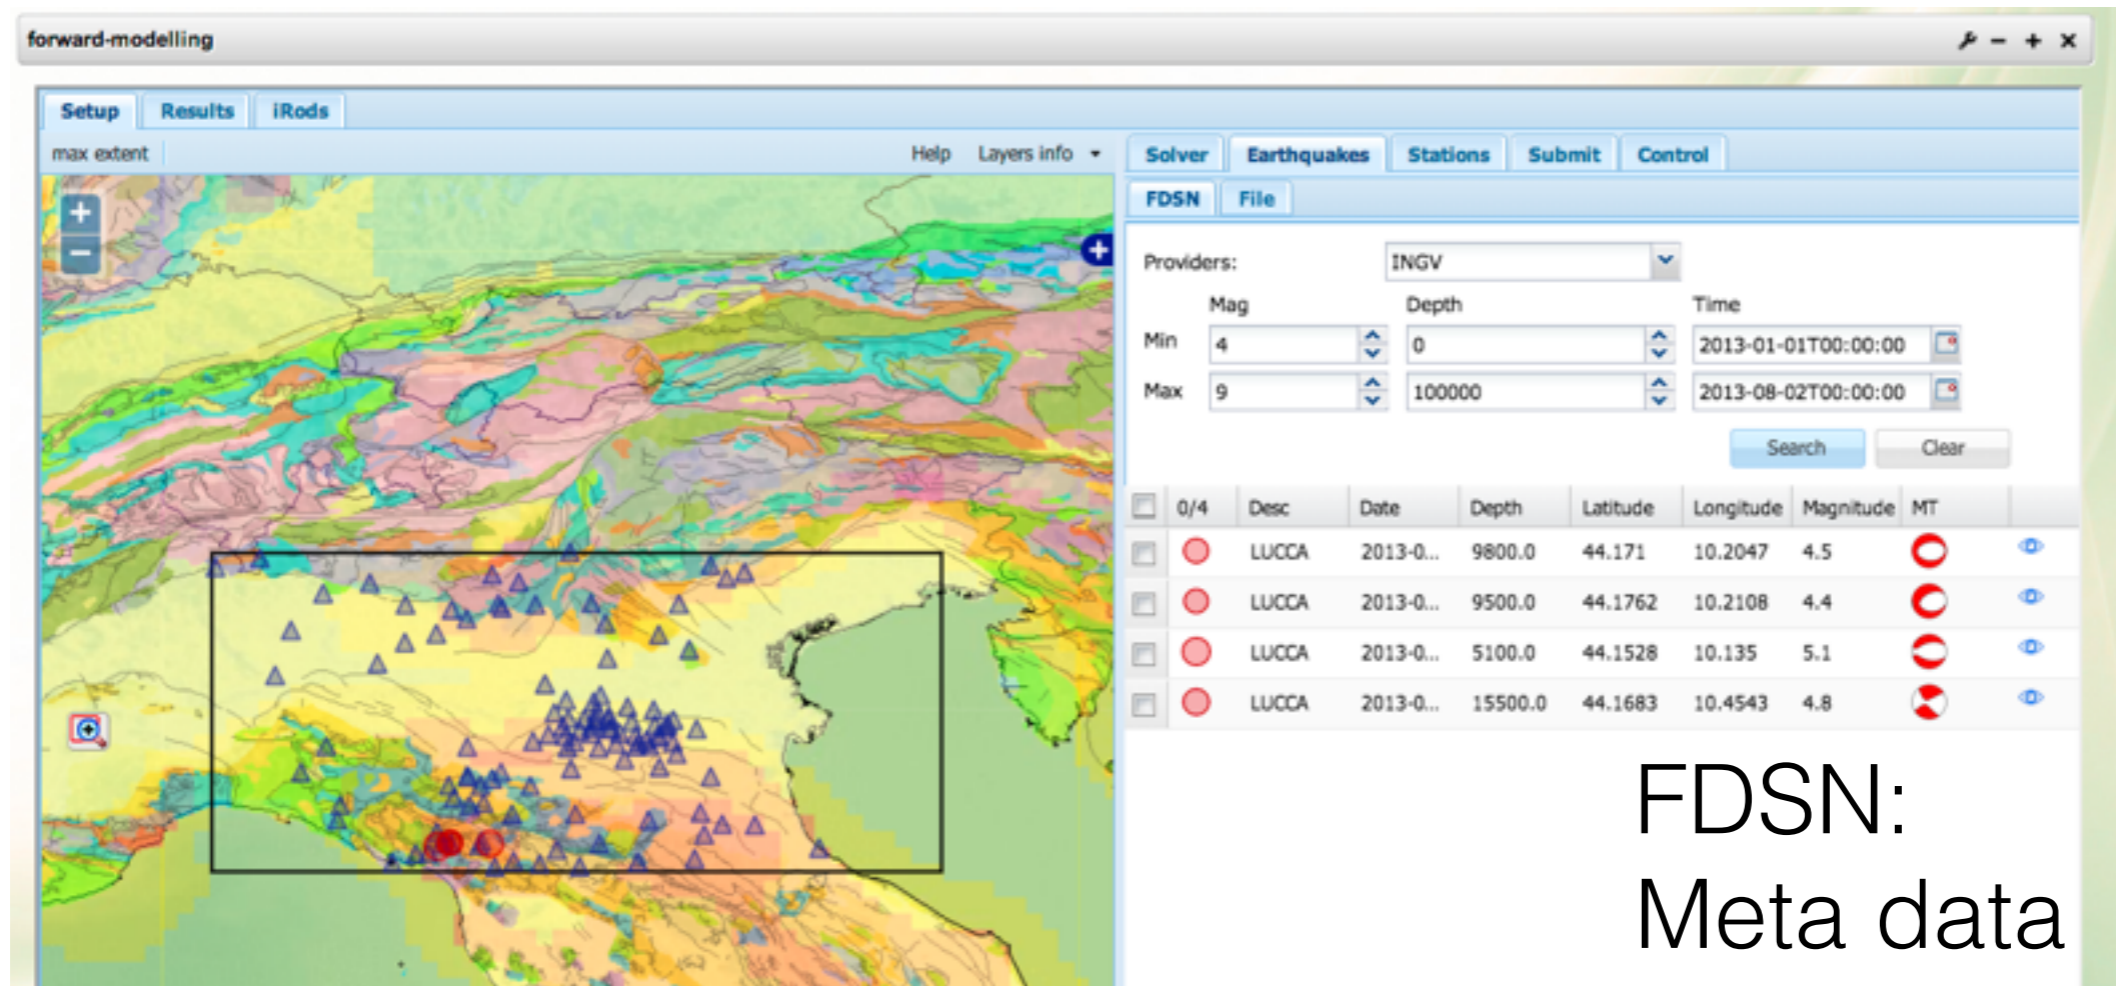 forward-modelling
Setup Results iRods
max extent Help Layers info
Solver Earthquakes Stations Submit Control
FDSN File
Providers: INGV
Mag Depth Time
Min 4 0 2013-01-01T00:00:00
Max 9 100000 2013-08-02T00:00:00
Search Clear
0/4 Desc Date Depth Latitude Longitude Magnitude MT
LUCCA 2013-0... 9800.0 44.171 10.2047 4.5
LUCCA 2013-0... 9500.0 44.1762 10.2108 4.4
LUCCA 2013-0... 5100.0 44.1528 10.135 5.1
LUCCA 2013-0... 15500.0 44.1683 10.4543 4.8
FDSN:
Meta data